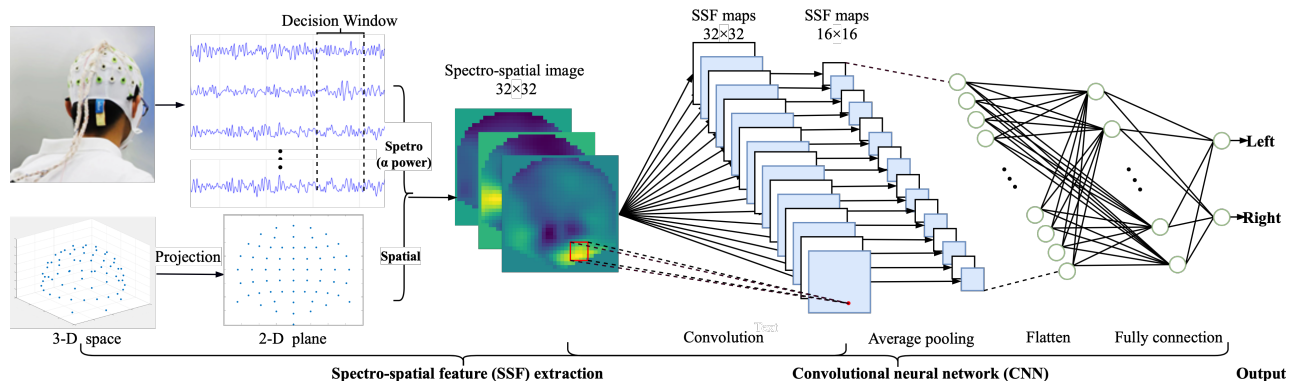 Decision Window
SSF maps
32×32
SSF maps
16×16
Spectro-spatial image
32×32
Spetro
(α power)
Left
Right
Projection
Spatial
Text
3-D space
2-D plane
Convolution
Average pooling
Flatten
Fully connection
Spectro-spatial feature (SSF) extraction
Convolutional neural network (CNN)
Output